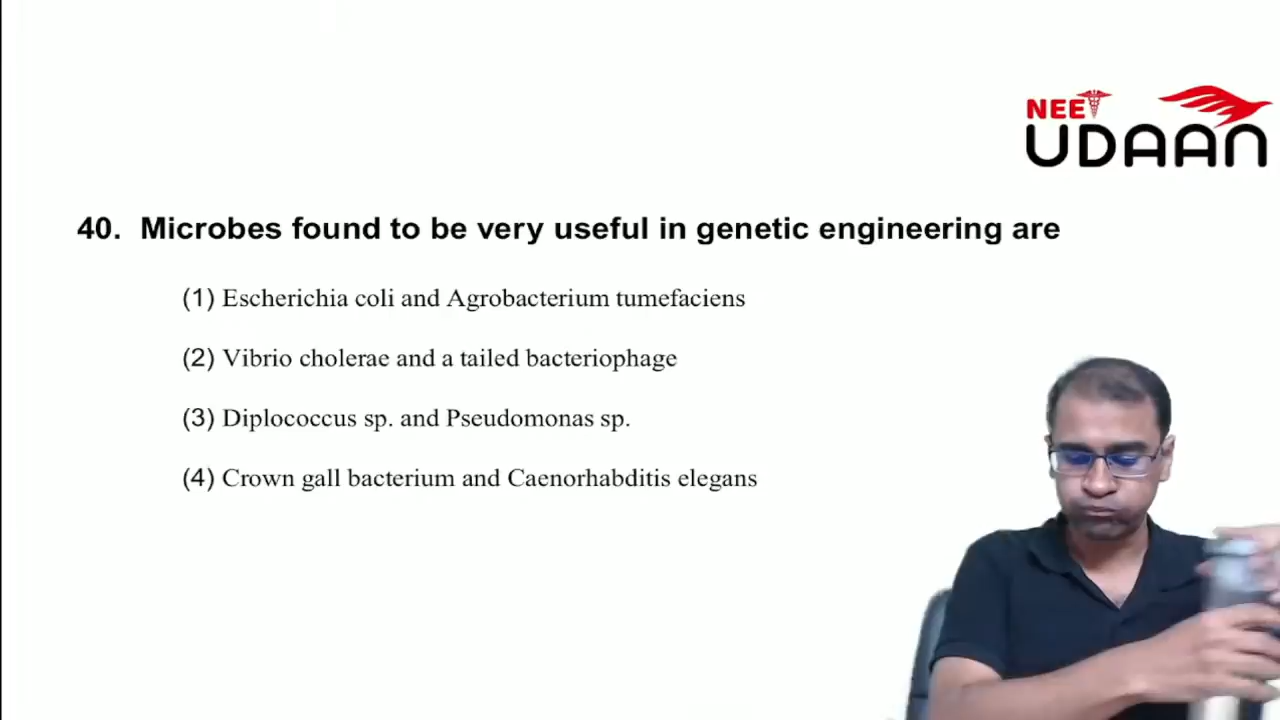 NEET
UDAAN
40. Microbes found to be very useful in genetic engineering are
(1) Escherichia coli and Agrobacterium tumefaciens
(2) Vibrio cholerae and a tailed bacteriophage
(3) Diplococcus sp. and Pseudomonas sp.
(4) Crown gall bacterium and Caenorhabditis elegans